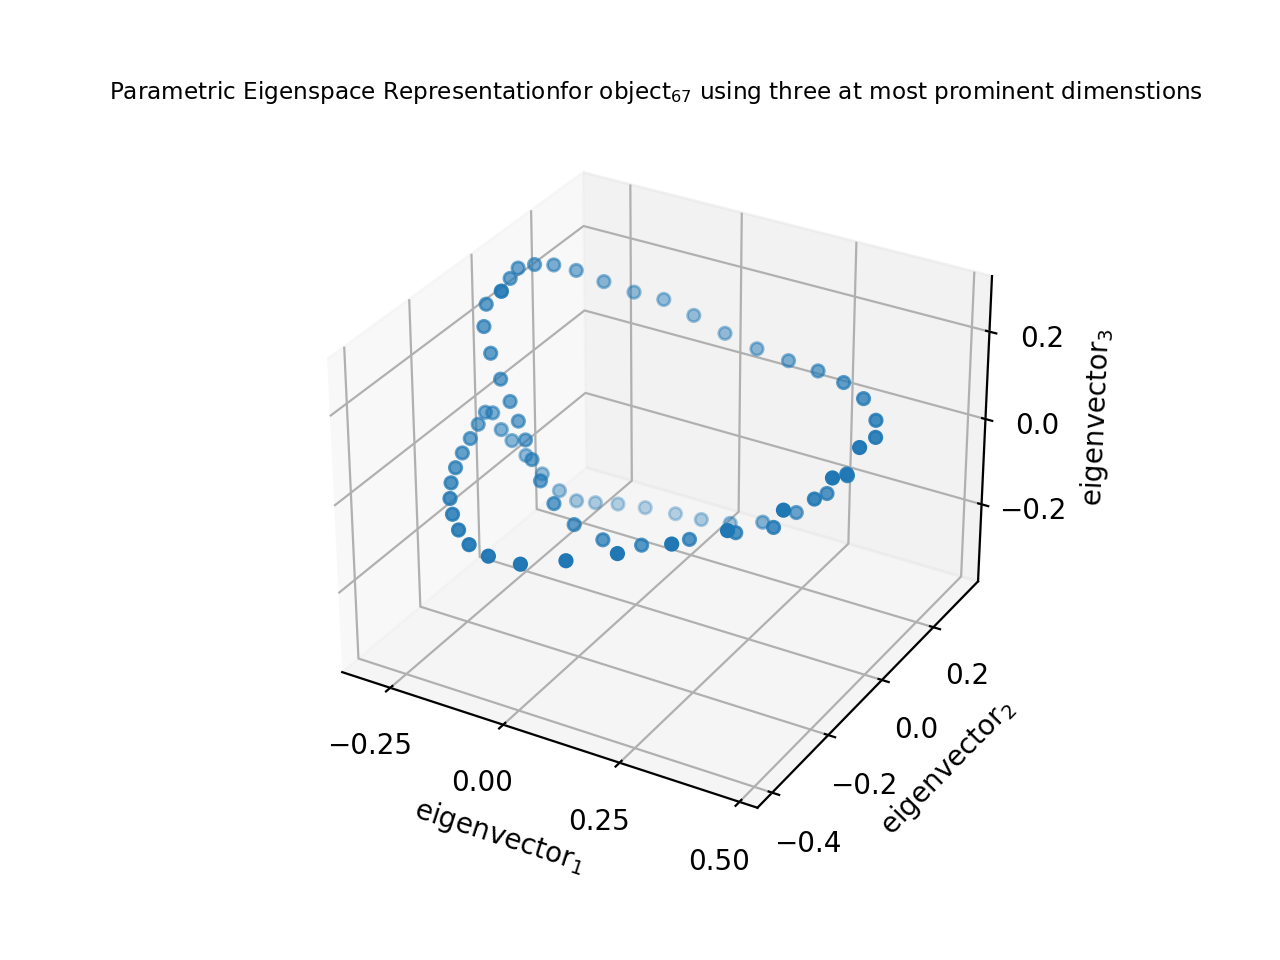 Parametric Eigenspace Representationfor object₆₇ using three at most prominent dimenstions
0.2
0.0
−0.2
eigenvector₃
0.2
0.0
−0.2
−0.4
eigenvector₂
−0.25
0.00
0.25
0.50
eigenvector₁